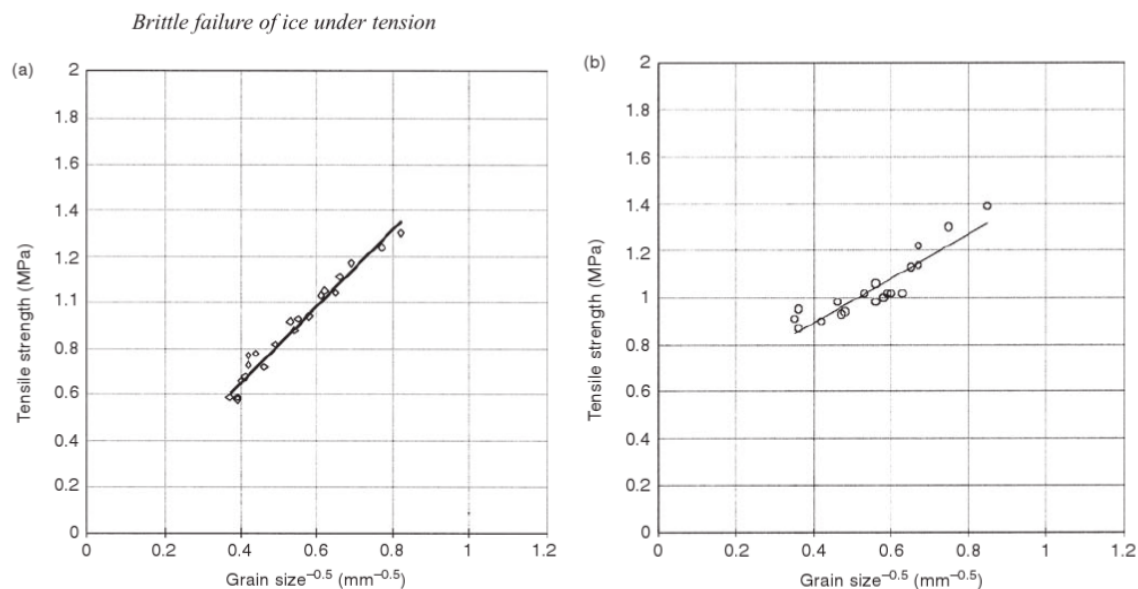 Brittle failure of ice under tension
(a)
Tensile strength (MPa)
2
1.8
1.6
1.4
1.2
1.1
0.8
0.6
0.4
0.2
0
0 0.4 0.6 0.8 1 1.2
Grain size⁻⁰·⁵ (mm⁻⁰·⁵)
(b)
Tensile strength (MPa)
2
1.8
1.6
1.4
1.2
1
0.8
0.6
0.4
0.2
0
0 0.4 0.6 0.8 1 1.2
Grain size⁻⁰·⁵ (mm⁻⁰·⁵)